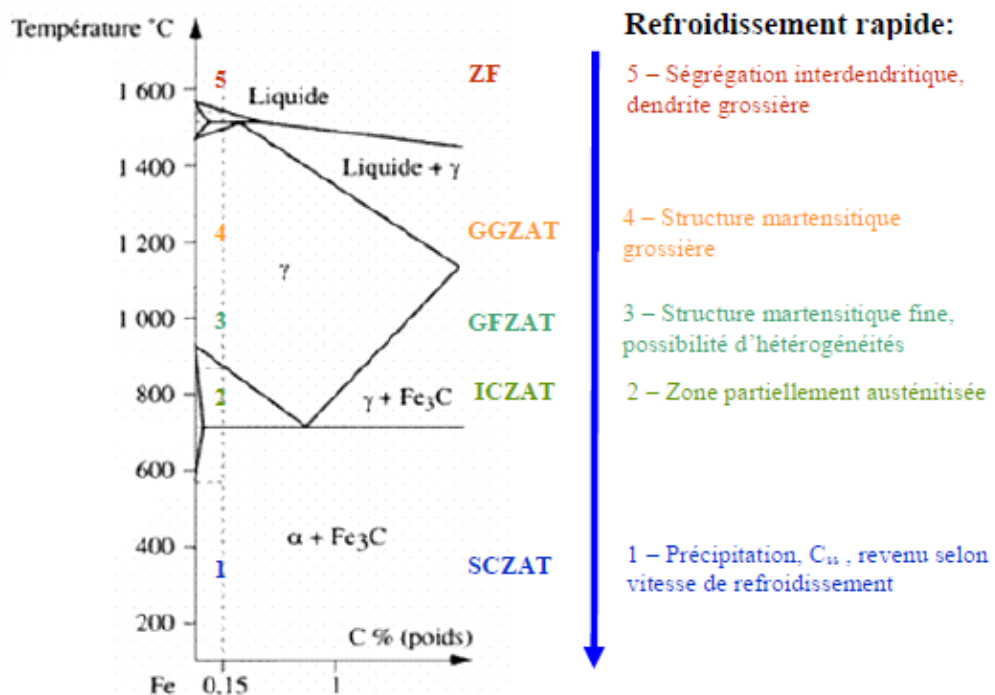 Température °C
Refroidissement rapide:
1 600
1 400
1 200
1 000
800
600
400
200
5
Liquide
Liquide + γ
4
γ
3
2
γ + Fe3C
α + Fe3C
1
C % (poids)
Fe
0,15
1
ZF
GGZAT
GFZAT
ICZAT
SCZAT
5 – Ségrégation interdendritique,
dendrite grossière
4 – Structure martensitique
grossière
3 – Structure martensitique fine,
possibilité d'hétérogénéités
2 – Zone partiellement austénitisée
1 – Précipitation, , revenu selon
vitesse de refroidissement